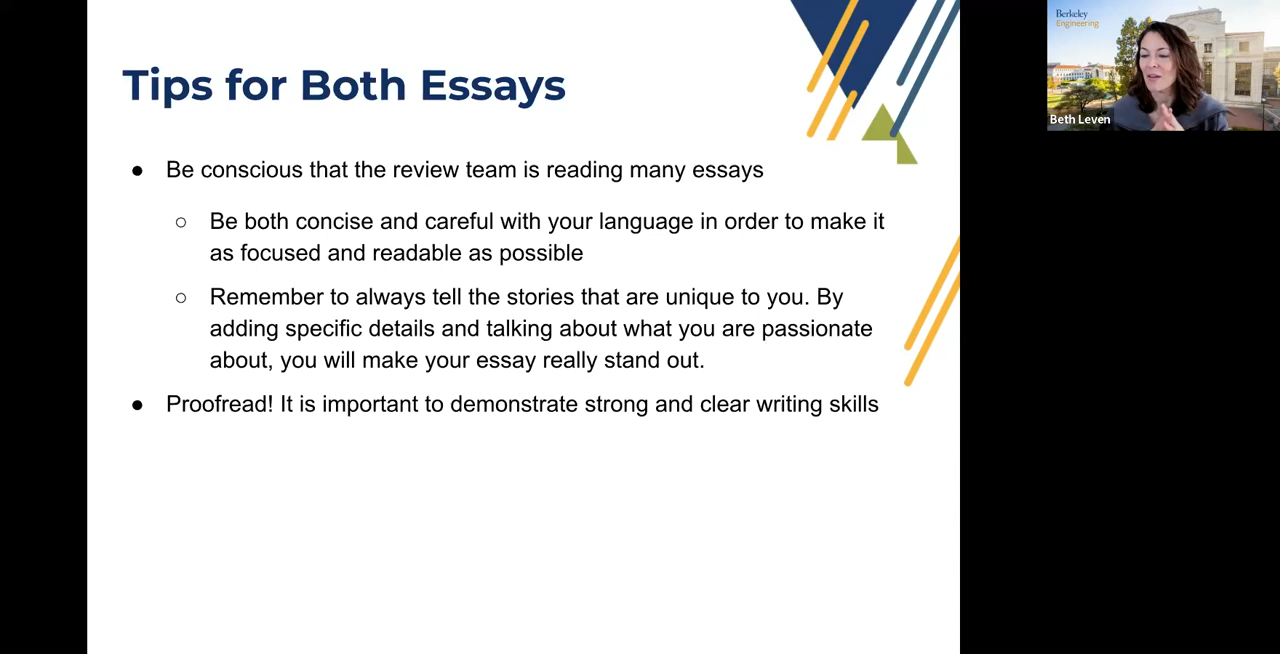 Tips for Both Essays
● Be conscious that the review team is reading many essays
○ Be both concise and careful with your language in order to make it
as focused and readable as possible
○ Remember to always tell the stories that are unique to you. By
adding specific details and talking about what you are passionate
about, you will make your essay really stand out.
● Proofread! It is important to demonstrate strong and clear writing skills
Berkeley
Engineering
Beth Leven